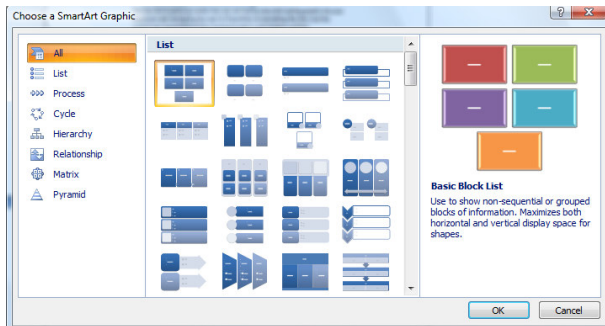 Choose a SmartArt Graphic
All
List
Process
Cycle
Hierarchy
Relationship
Matrix
Pyramid
List
Basic Block List
Use to show non-sequential or grouped
blocks of information. Maximizes both
horizontal and vertical display space for
shapes.
OK
Cancel